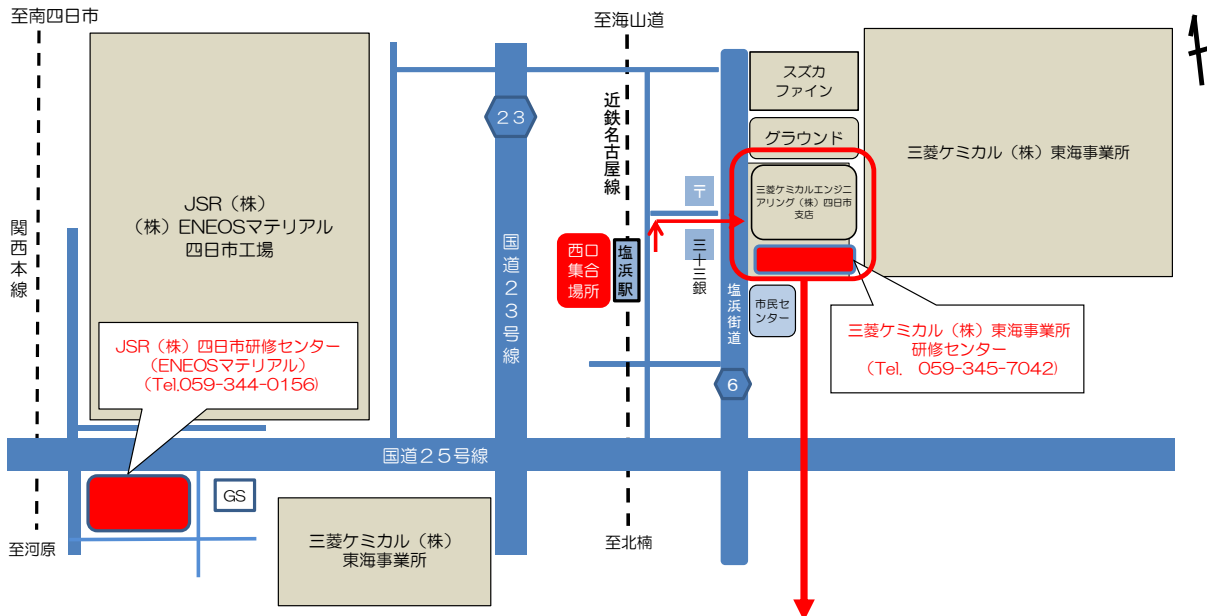 至南四日市
至海山道
スズカ
ファイン
グラウンド
三菱ケミカル（株）東海事業所
２３
近鉄名古屋線
JSR（株）
（株）ENEOSマテリアル
四日市工場
関西本線
〒
三菱ケミカルエンジニ
アリング（株）四日市
支店
国道２３号線
西口
集合
場所
塩浜駅
三十三銀
塩浜街道
市民セ
ンター
JSR（株）四日市研修センター
（ENEOSマテリアル）
（Tel.059-344-0156）
三菱ケミカル（株）東海事業所
研修センター
（Tel.　059-345-7042）
６
国道２５号線
GS
至河原
三菱ケミカル（株）
東海事業所
至北楠